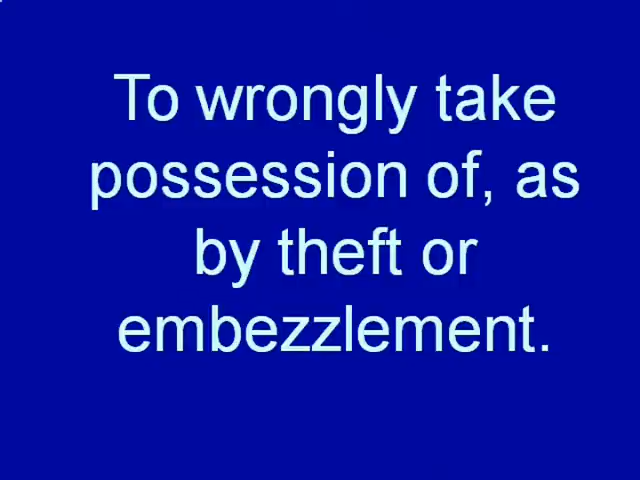 To wrongly take
possession of, as
by theft or
embezzlement.